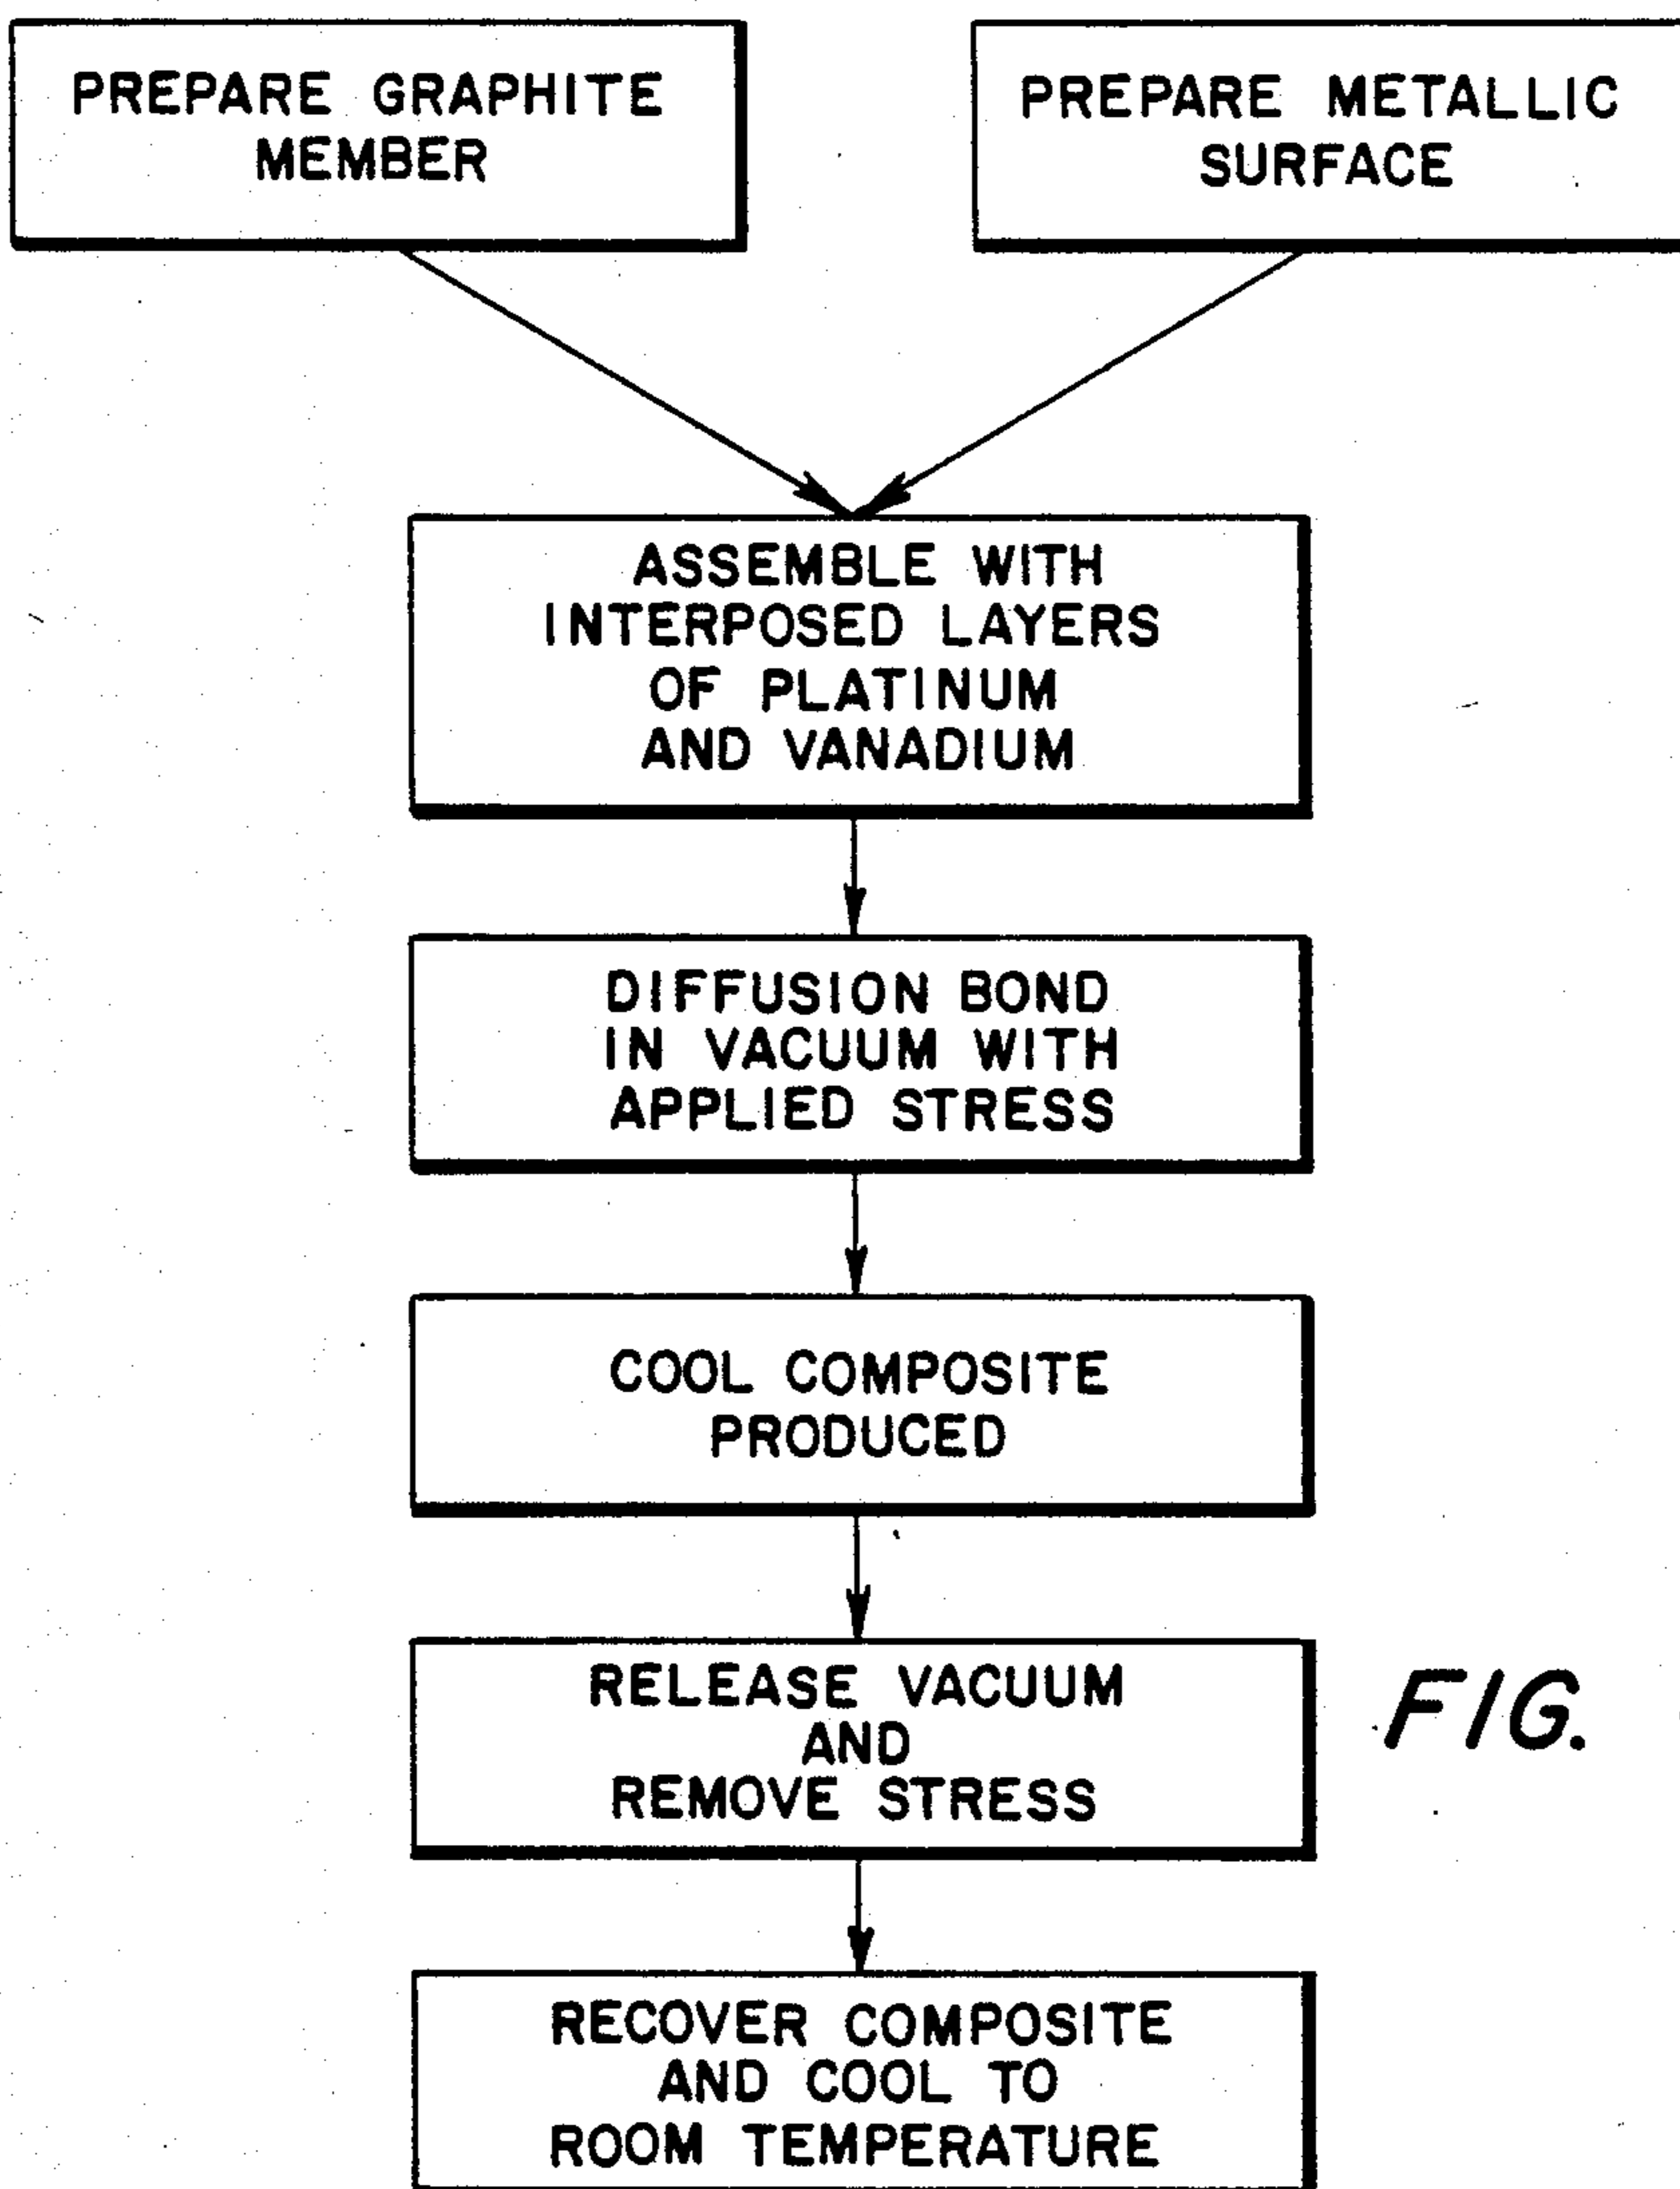 PREPARE GRAPHITE
MEMBER
PREPARE METALLIC
SURFACE
ASSEMBLE WITH
INTERPOSED LAYERS
OF PLATINUM
AND VANADIUM
DIFFUSION BOND
IN VACUUM WITH
APPLIED STRESS
COOL COMPOSITE
PRODUCED
RELEASE VACUUM
AND
REMOVE STRESS
FIG.
RECOVER COMPOSITE
AND COOL TO
ROOM TEMPERATURE